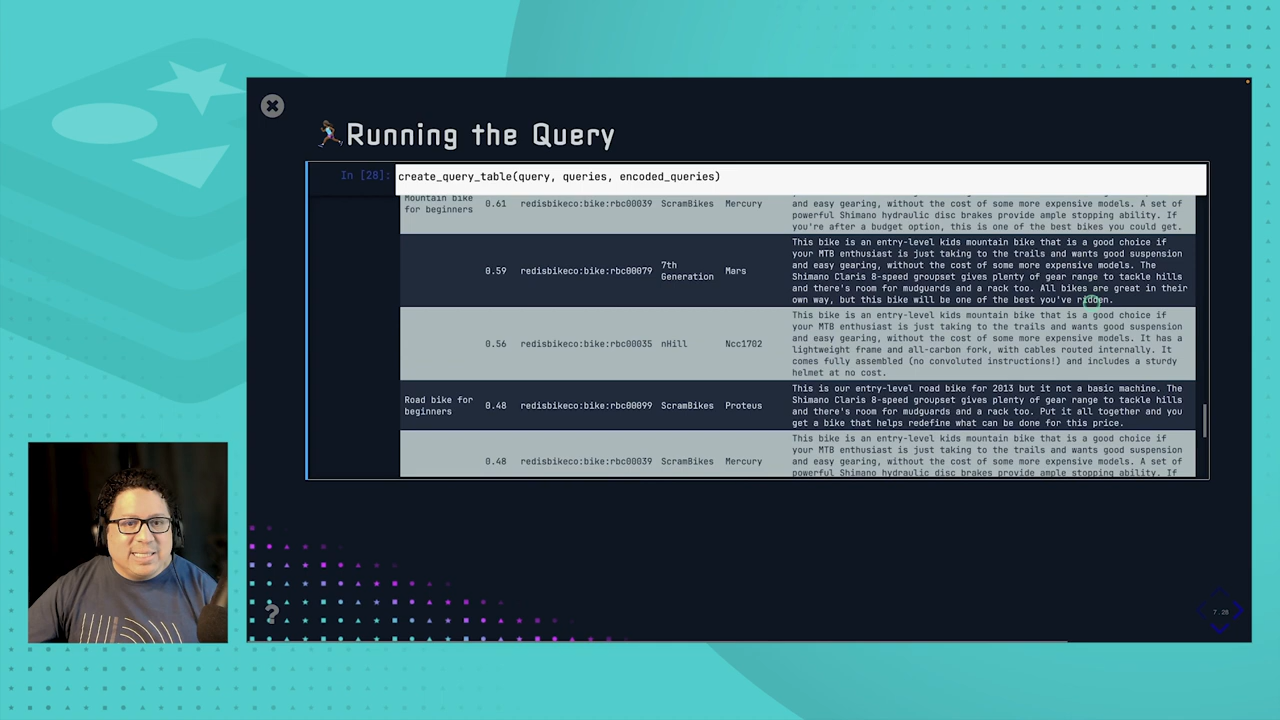 Running the Query
In [28]:
create_query_table(query, queries, encoded_queries)
Mountain bike
for beginners
0.61
redisbikeco:bike:rbc00039
ScramBikes
Mercury
and easy gearing, without the cost of some more expensive models. A set of
powerful Shimano hydraulic disc brakes provide ample stopping ability. If
you're after a budget option, this is one of the best bikes you could get.
0.59
redisbikeco:bike:rbc00079
7th
Generation
Mars
This bike is an entry-level kids mountain bike that is a good choice if
your MTB enthusiast is just taking to the trails and wants good suspension
and easy gearing, without the cost of some more expensive models. The
Shimano Claris 8-speed groupset gives plenty of gear range to tackle hills
and there's room for mudguards and a rack too. All bikes are great in their
own way, but this bike will be one of the best you've ridden.
0.56
redisbikeco:bike:rbc00035
nHill
Ncc1702
This bike is an entry-level kids mountain bike that is a good choice if
your MTB enthusiast is just taking to the trails and wants good suspension
and easy gearing, without the cost of some more expensive models. It has a
lightweight frame and all-carbon fork, with cables routed internally. It
comes fully assembled (no convoluted instructions!) and includes a sturdy
helmet at no cost.
Road bike for
beginners
0.48
redisbikeco:bike:rbc00099
ScramBikes
Proteus
This is our entry-level road bike for 2013 but it not a basic machine. The
Shimano Claris 8-speed groupset gives plenty of gear range to tackle hills
and there's room for mudguards and a rack too. Put it all together and you
get a bike that helps redefine what can be done for this price.
0.48
redisbikeco:bike:rbc00039
ScramBikes
Mercury
This bike is an entry-level kids mountain bike that is a good choice if
your MTB enthusiast is just taking to the trails and wants good suspension
and easy gearing, without the cost of some more expensive models. A set of
powerful Shimano hydraulic disc brakes provide ample stopping ability. If
?
7.28